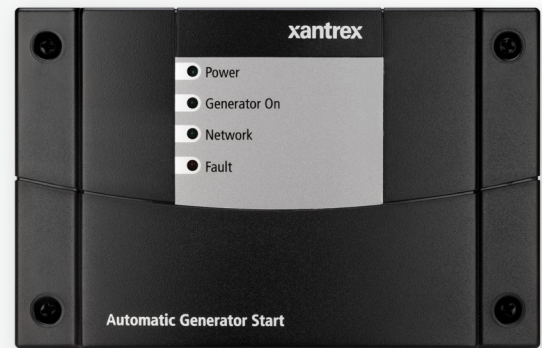 xantrex
Power
Generator On
Network
Fault
Automatic Generator Start